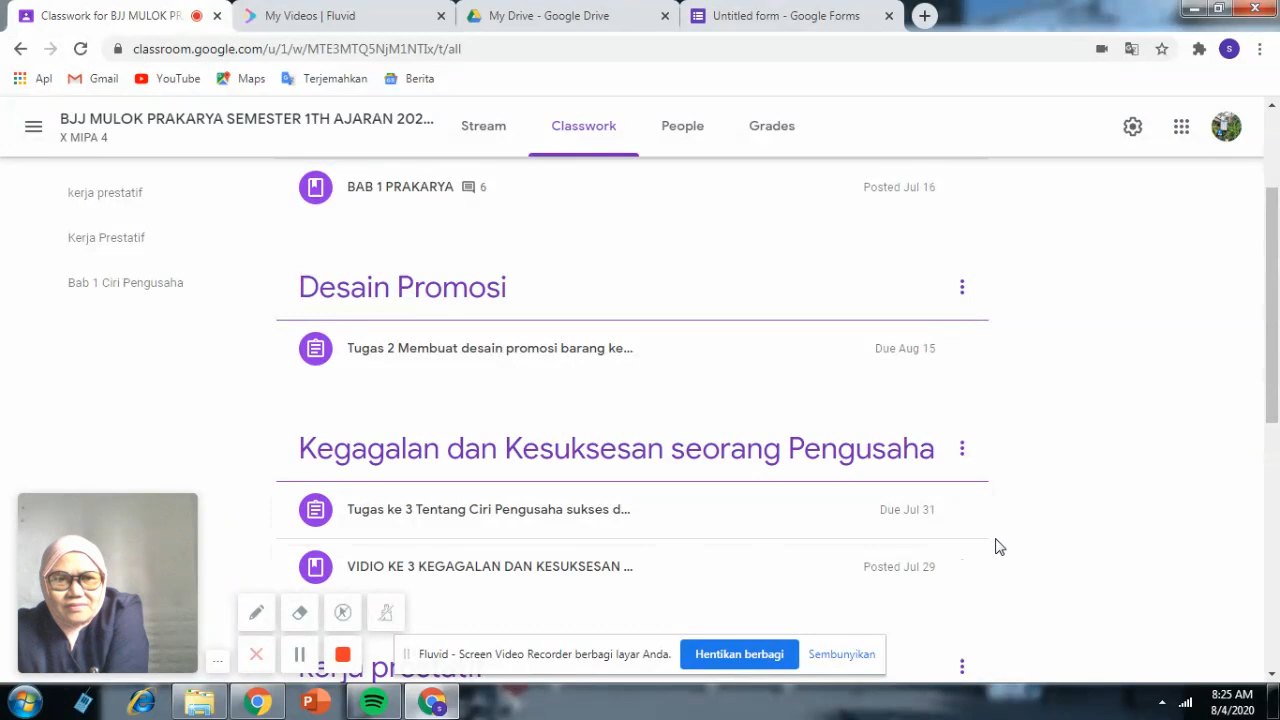 Classroom for BJJ MULOK PR
My Videos | Fluvid
My Drive - Google Drive
Untitled form - Google Forms
classroom.google.com/u/1/w/MTE3MTQ5NjM1NTIx/t/all
s
Apl
Gmail
YouTube
Maps
Terjemahkan
Berita
BJJ MULOK PRAKARYA SEMESTER 1TH AJARAN 202...
X MIPA 4
Stream
Classwork
People
Grades
kerja prestatif
Kerja Prestatif
Bab 1 Ciri Pengusaha
BAB 1 PRAKARYA 6
Posted Jul 16
Desain Promosi
Tugas 2 Membuat desain promosi barang ke...
Due Aug 15
Kegagalan dan Kesuksesan seorang Pengusaha
Tugas ke 3 Tentang Ciri Pengusaha sukses d...
Due Jul 31
VIDIO KE 3 KEGAGALAN DAN KESUKSESAN ...
Posted Jul 29
Kerja prestatif
...
Fluvid - Screen Video Recorder berbagi layar Anda.
Hentikan berbagi
Sembunyikan
8:25 AM
8/4/2020